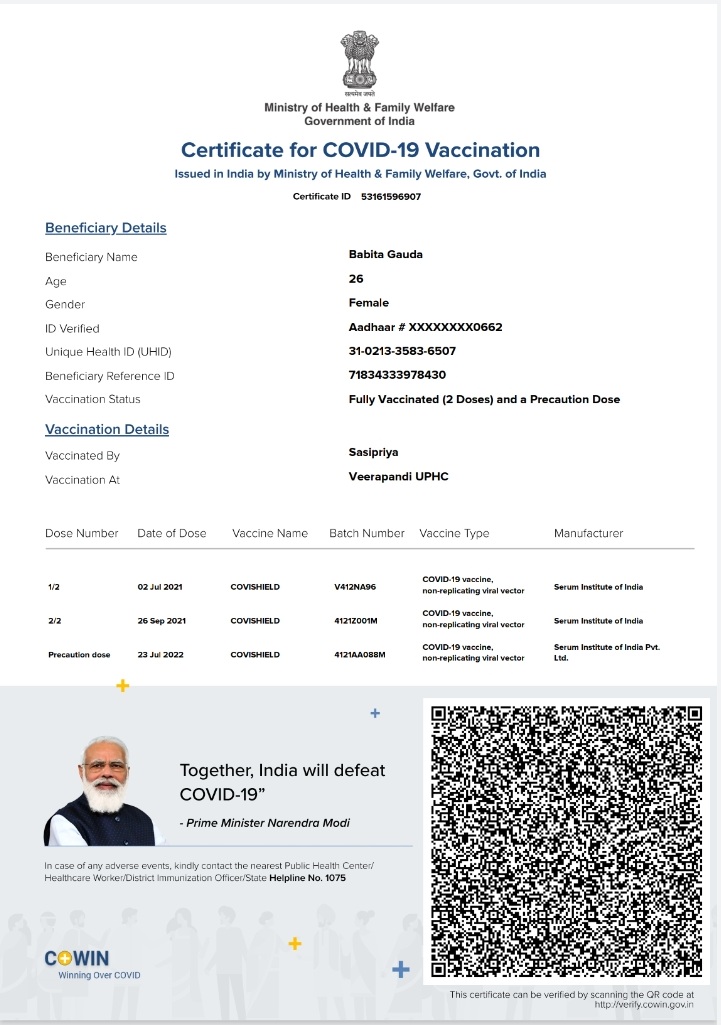 सत्यमेव जयते
Ministry of Health & Family Welfare
Government of India
Certificate for COVID-19 Vaccination
Issued in India by Ministry of Health & Family Welfare, Govt. of India
Certificate ID 53161596907
Beneficiary Details
Beneficiary Name Babita Gauda
Age 26
Gender Female
ID Verified Aadhaar # XXXXXXXX0662
Unique Health ID (UHID) 31-0213-3583-6507
Beneficiary Reference ID 71834333978430
Vaccination Status Fully Vaccinated (2 Doses) and a Precaution Dose
Vaccination Details
Vaccinated By Sasipriya
Vaccination At Veerapandi UPHC
Dose Number Date of Dose Vaccine Name Batch Number Vaccine Type Manufacturer
1/2 02 Jul 2021 COVISHIELD V412NA96 COVID-19 vaccine, non-replicating viral vector Serum Institute of India
2/2 26 Sep 2021 COVISHIELD 4121Z001M COVID-19 vaccine, non-replicating viral vector Serum Institute of India
Precaution dose 23 Jul 2022 COVISHIELD 4121AA088M COVID-19 vaccine, non-replicating viral vector Serum Institute of India Pvt. Ltd.
Together, India will defeat
COVID-19”
- Prime Minister Narendra Modi
In case of any adverse events, kindly contact the nearest Public Health Center/
Healthcare Worker/District Immunization Officer/State Helpline No. 1075
COWIN
Winning Over COVID
This certificate can be verified by scanning the QR code at
http://verify.cowin.gov.in